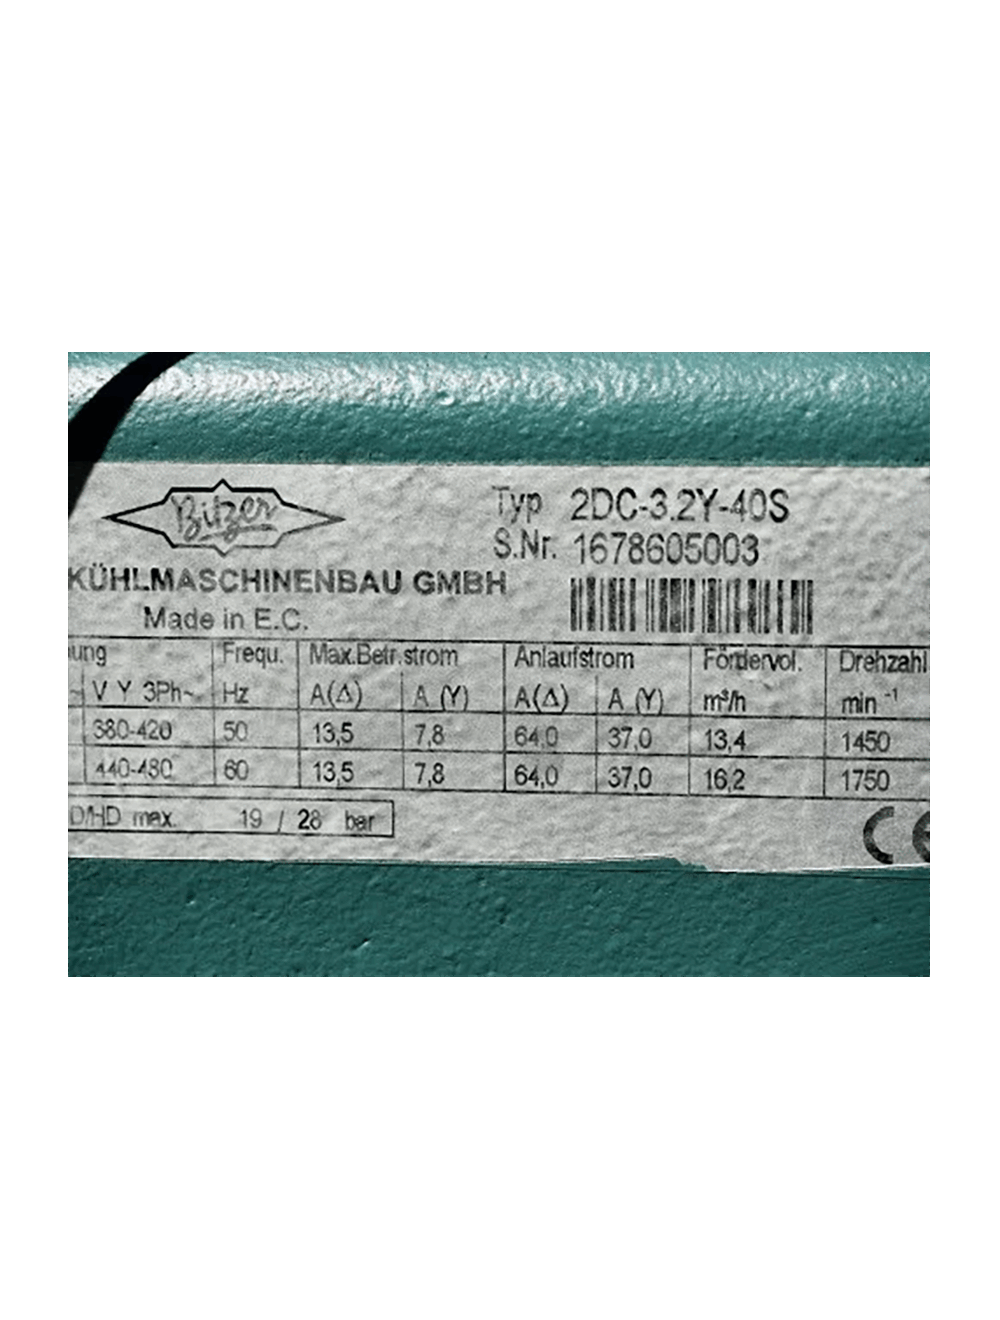 Bitzer
Typ 2DC-3.2Y-40S
S.Nr. 1678605003
KÜHLMASCHINENBAU GMBH
Made in E.C.
ung Frequ. Max.Betr.strom Anlaufstrom Fördervol. Drehzahl
V Y 3Ph~ Hz A(Δ) A (Y) A(Δ) A (Y) m³/h min -1
380-420 50 13,5 7,8 64,0 37,0 13,4 1450
440-480 60 13,5 7,8 64,0 37,0 16,2 1750
D/HD max. 19 / 28 bar
CE